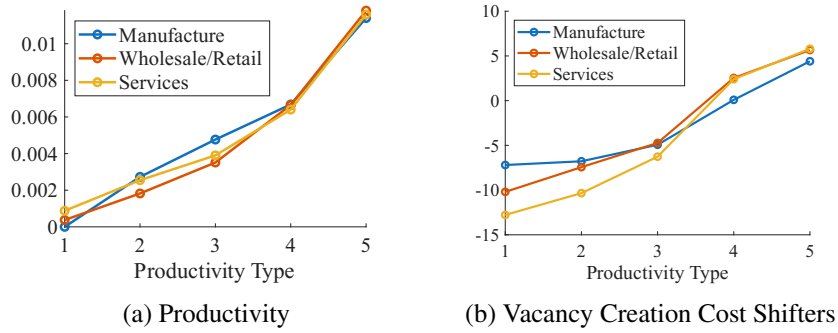 0.01
0.008
0.006
0.004
0.002
0
Manufacture
Wholesale/Retail
Services
1 2 3 4 5
Productivity Type
(a) Productivity
10
5
0
-5
-10
-15
Manufacture
Wholesale/Retail
Services
1 2 3 4 5
Productivity Type
(b) Vacancy Creation Cost Shifters